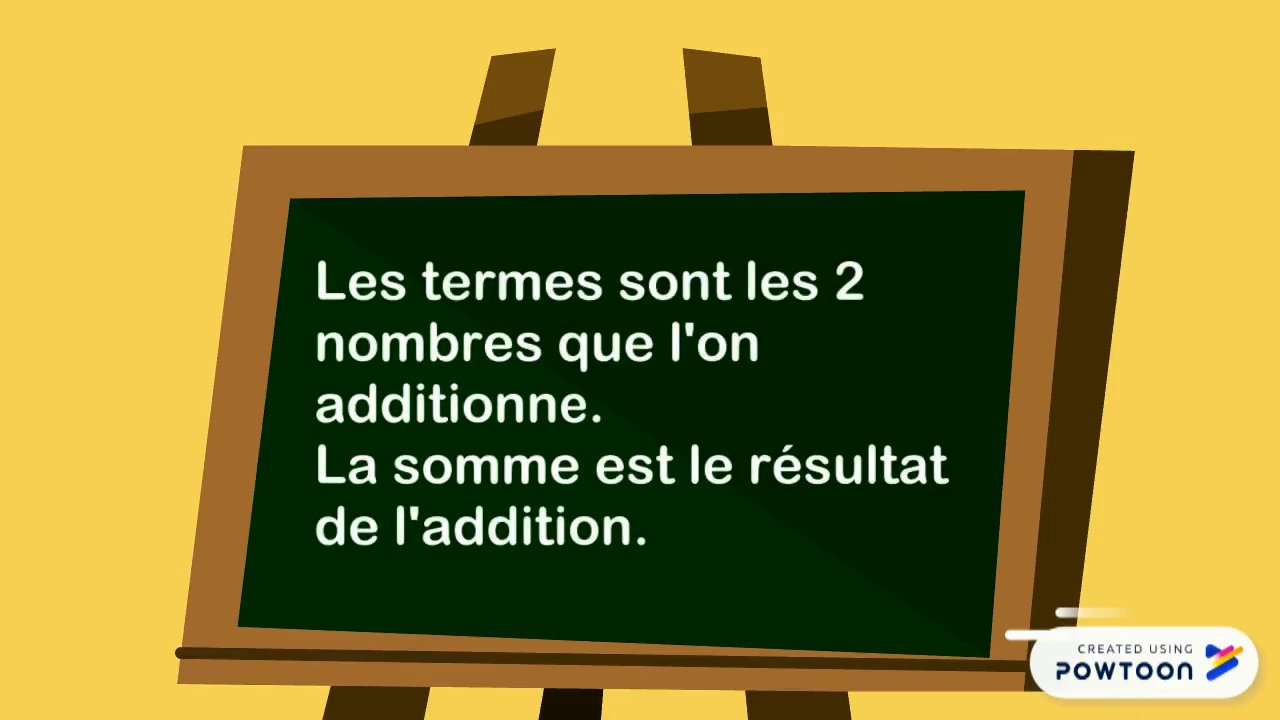 Les termes sont les 2
nombres que l'on
additionne.
La somme est le résultat
de l'addition.
CREATED USING
POWTOON